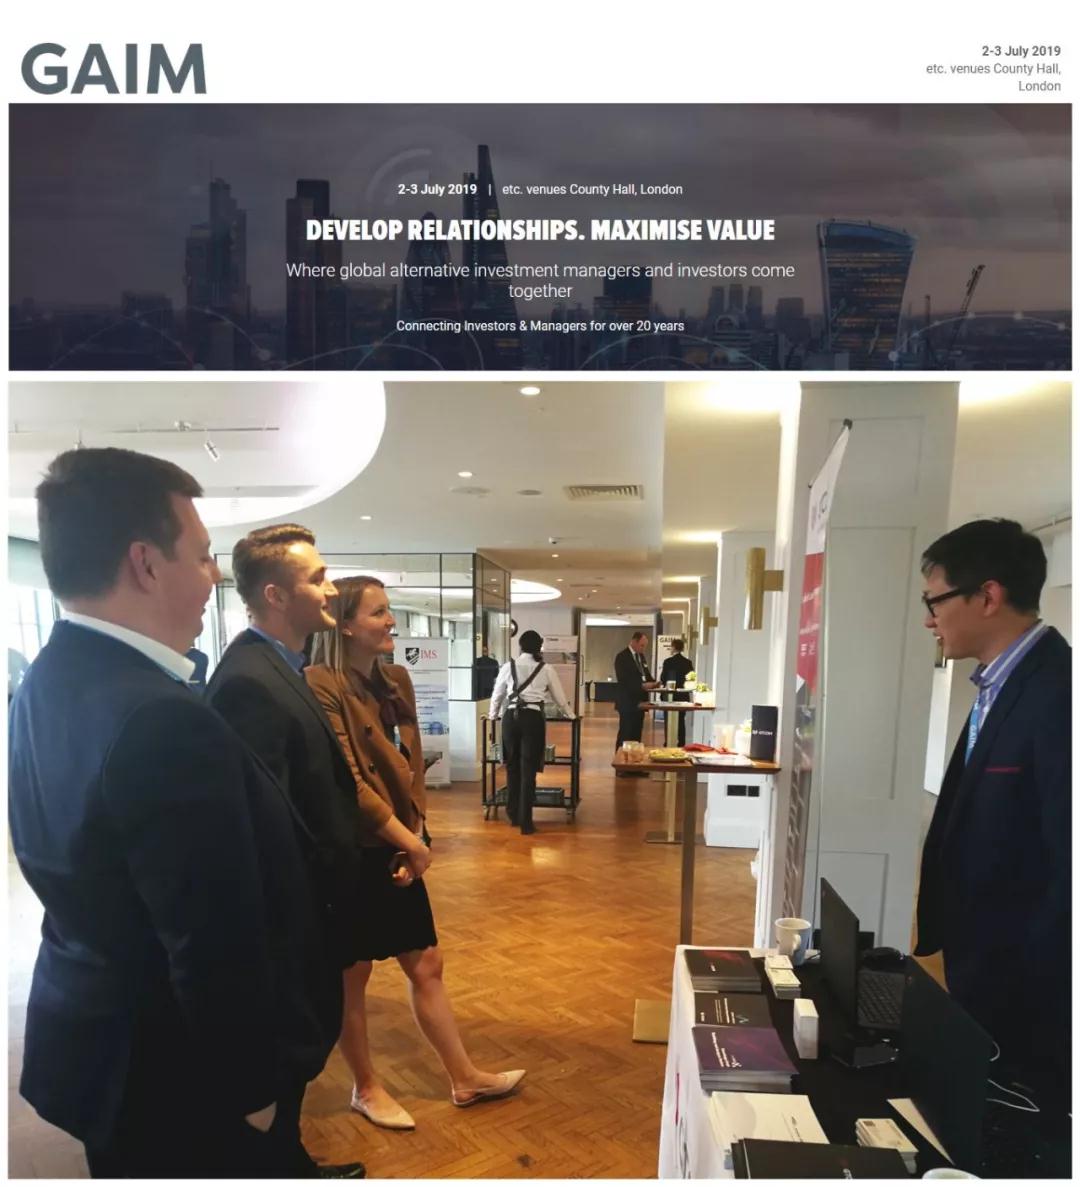 GAIM
2-3 July 2019
etc. venues County Hall,
London
2-3 July 2019 | etc. venues County Hall, London
DEVELOP RELATIONSHIPS. MAXIMISE VALUE
Where global alternative investment managers and investors come
together
Connecting Investors & Managers for over 20 years
IMS
GAIM
GAIM